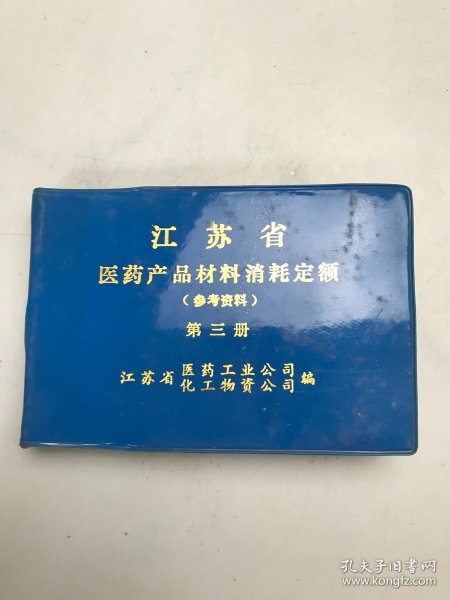 江苏省
医药产品材料消耗定额
（参考资料）
第三册
江苏省 医药工业公司 编
化工物資公司
孔夫子旧书网
www.kongfz.com